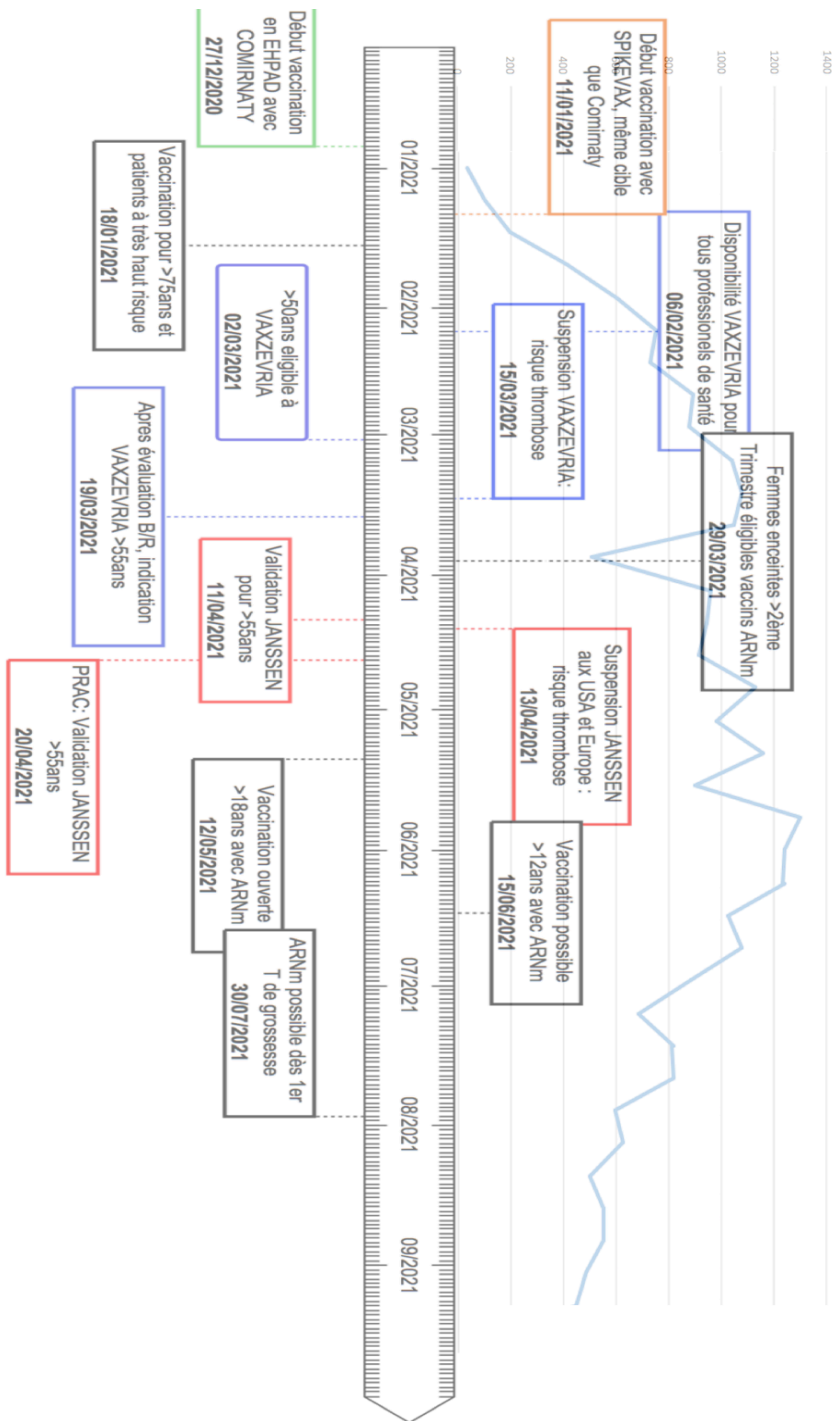 1400
1200
1000
800
600
400
200
0
Début vaccination avec
SPIKEVAX, même cible
que Comirnaty
11/01/2021
Disponibilité VAXZEVRIA pour
tous professionels de santé
06/02/2021
Suspension VAXZEVRIA:
risque thrombose
15/03/2021
Femmes enceintes >2ème
Trimestre éligibles vaccins ARNm
29/03/2021
Suspension JANSSEN
aux USA et Europe :
risque thrombose
13/04/2021
Vaccination possible
>12ans avec ARNm
15/06/2021
01/2021
02/2021
03/2021
04/2021
05/2021
06/2021
07/2021
08/2021
09/2021
Début vaccination
en EHPAD avec
COMIRNATY
27/12/2020
Vaccination pour >75ans et
patients à très haut risque
18/01/2021
>50ans eligible à
VAXZEVRIA
02/03/2021
Apres évaluation B/R, indication
VAXZEVRIA >55ans
19/03/2021
Validation JANSSEN
pour >55ans
11/04/2021
PRAC: Validation JANSSEN
>55ans
20/04/2021
Vaccination ouverte
>18ans avec ARNm
12/05/2021
ARNm possible dès 1er
T de grossesse
30/07/2021